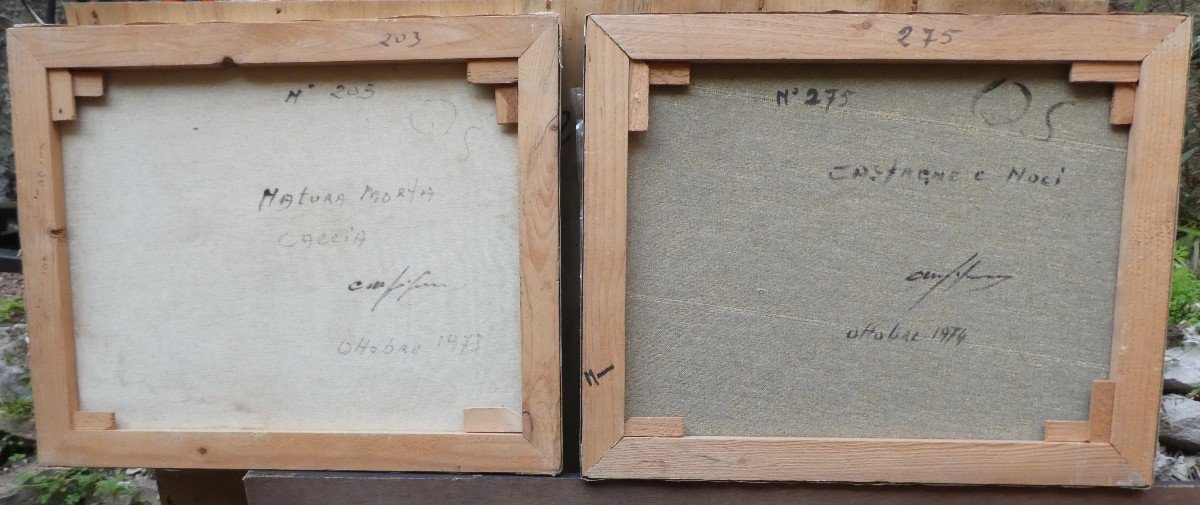 203
N° 203
NATURA MORTA
CACCIA
Ottobre 1973
275
N° 275
CASTAGNE e Noci
Ottobre 1974